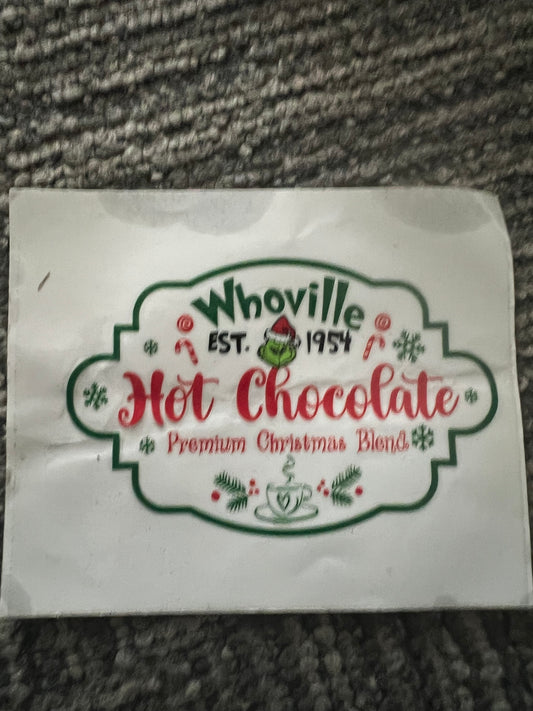 Whoville
EST. 1954
Hot Chocolate
Premium Christmas Blend